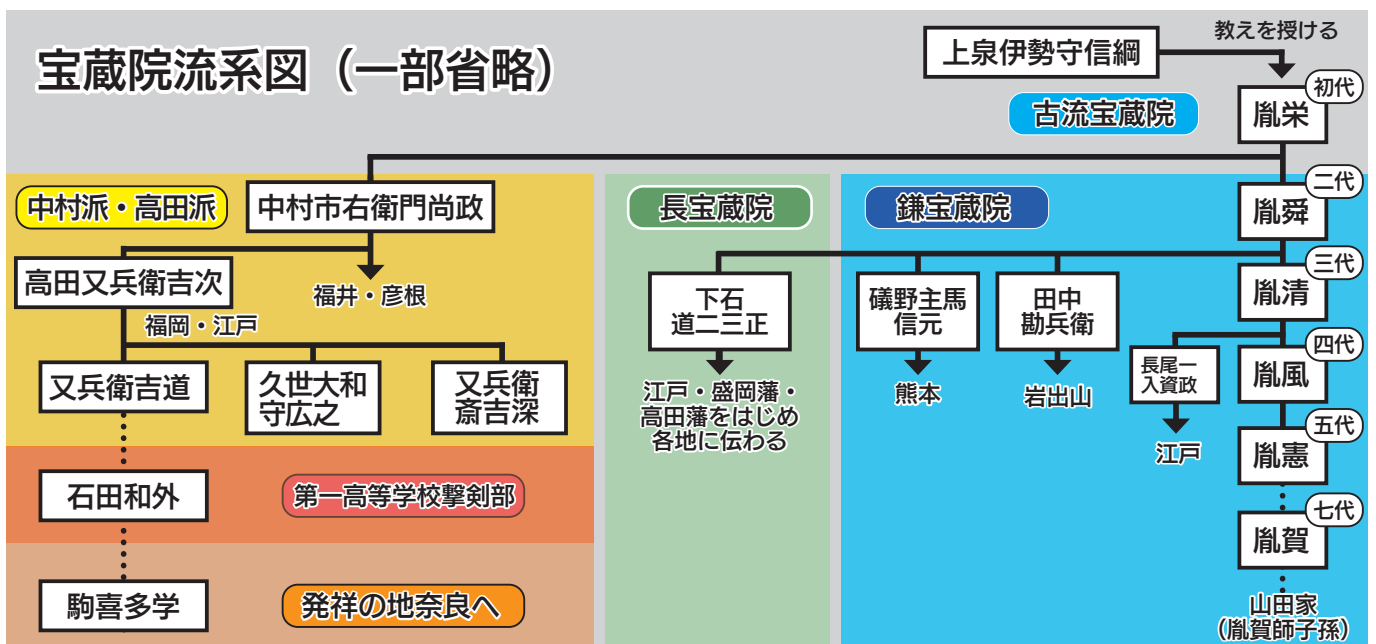 宝蔵院流系図（一部省略）
上泉伊勢守信綱
教えを授ける
初代
胤栄
古流宝蔵院
中村派・高田派
中村市右衛門尚政
福井・彦根
高田又兵衛吉次
福岡・江戸
又兵衛吉道
久世大和
守広之
又兵衛
斎吉深
石田和外
第一高等学校撃剣部
駒喜多学
発祥の地奈良へ
長宝蔵院
下石
道二三正
江戸・盛岡藩・
高田藩をはじめ
各地に伝わる
鎌宝蔵院
二代
胤舜
磯野主馬
信元
熊本
田中
勘兵衛
岩出山
三代
胤清
長尾一
入資政
江戸
四代
胤風
五代
胤憲
七代
胤賀
山田家
（胤賀師子孫）